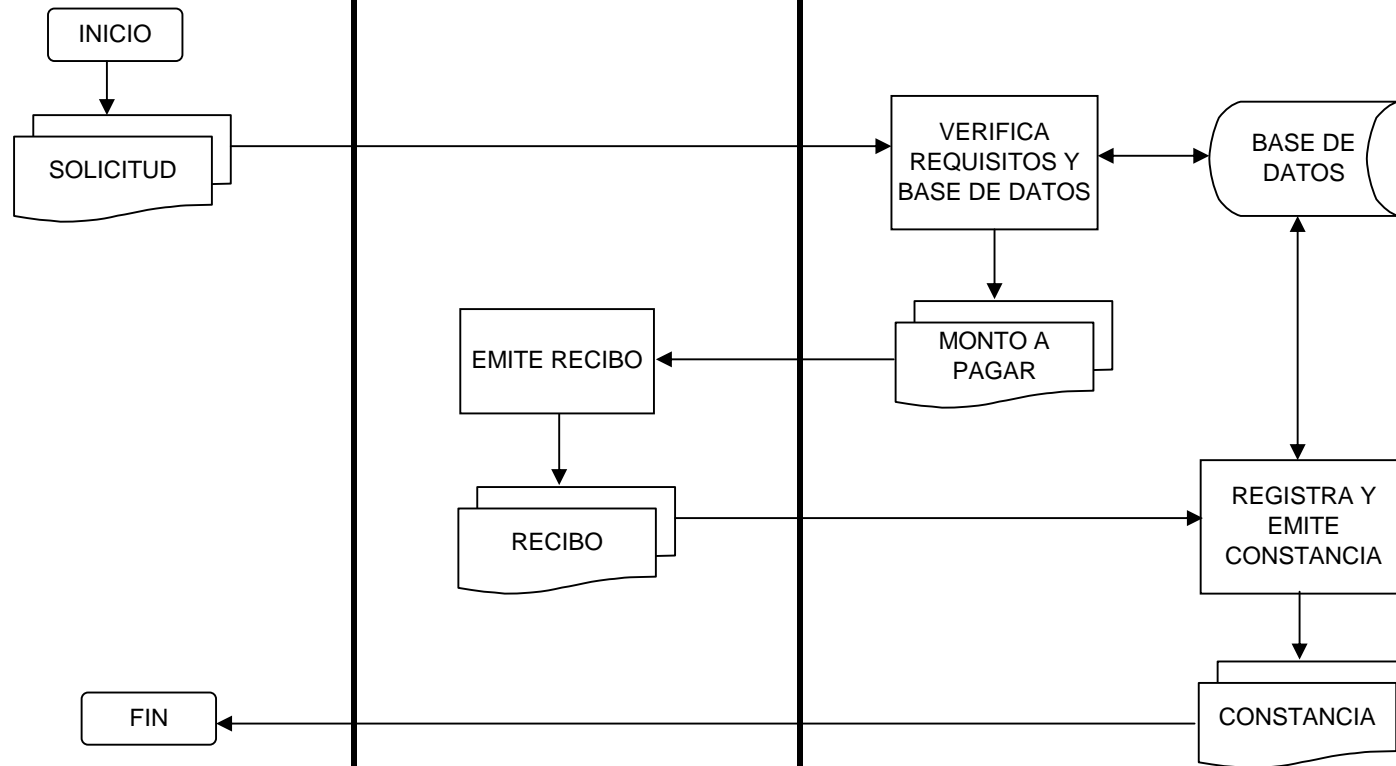 INICIO
SOLICITUD
VERIFICA
REQUISITOS Y
BASE DE DATOS
BASE DE
DATOS
EMITE RECIBO
MONTO A
PAGAR
RECIBO
REGISTRA Y
EMITE
CONSTANCIA
FIN
CONSTANCIA